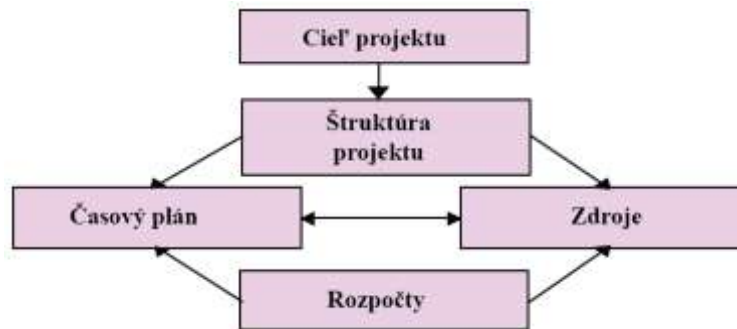 Cieľ projektu
Štruktúra
projektu
Časový plán
Zdroje
Rozpočty